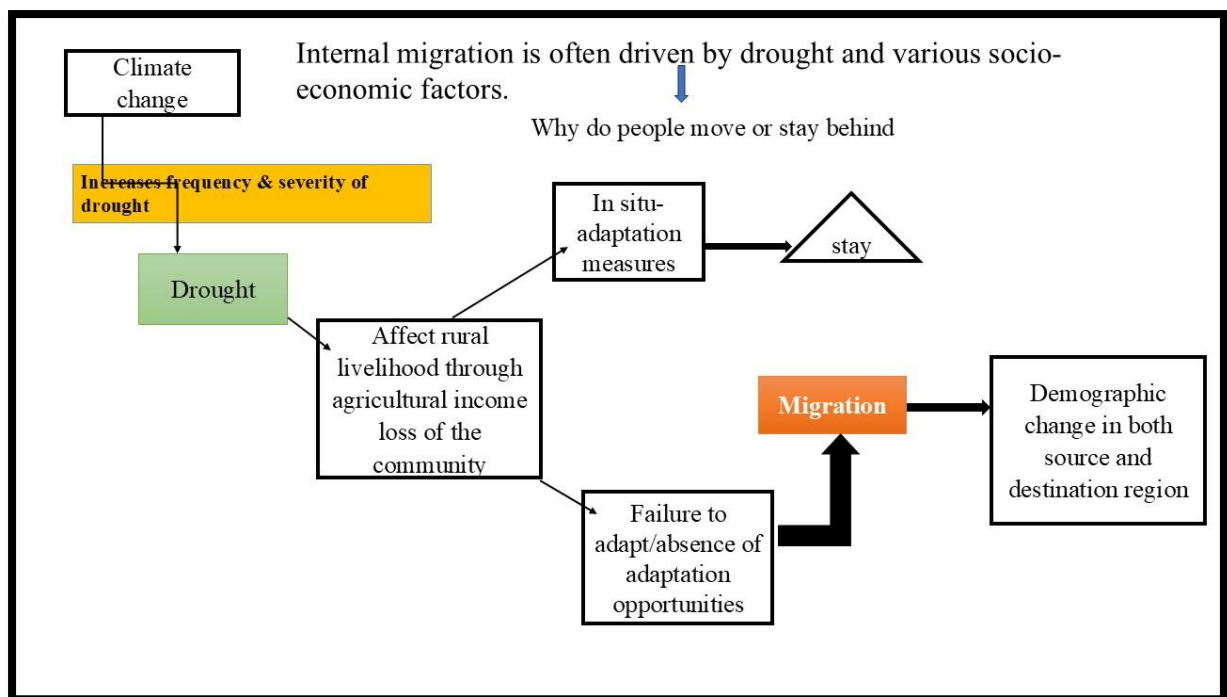 Climate
change
Internal migration is often driven by drought and various socio-
economic factors.
Why do people move or stay behind
Increases frequency & severity of
drought
In situ-
adaptation
measures
stay
Drought
Affect rural
livelihood through
agricultural income
loss of the
community
Migration
Demographic
change in both
source and
destination region
Failure to
adapt/absence of
adaptation
opportunities